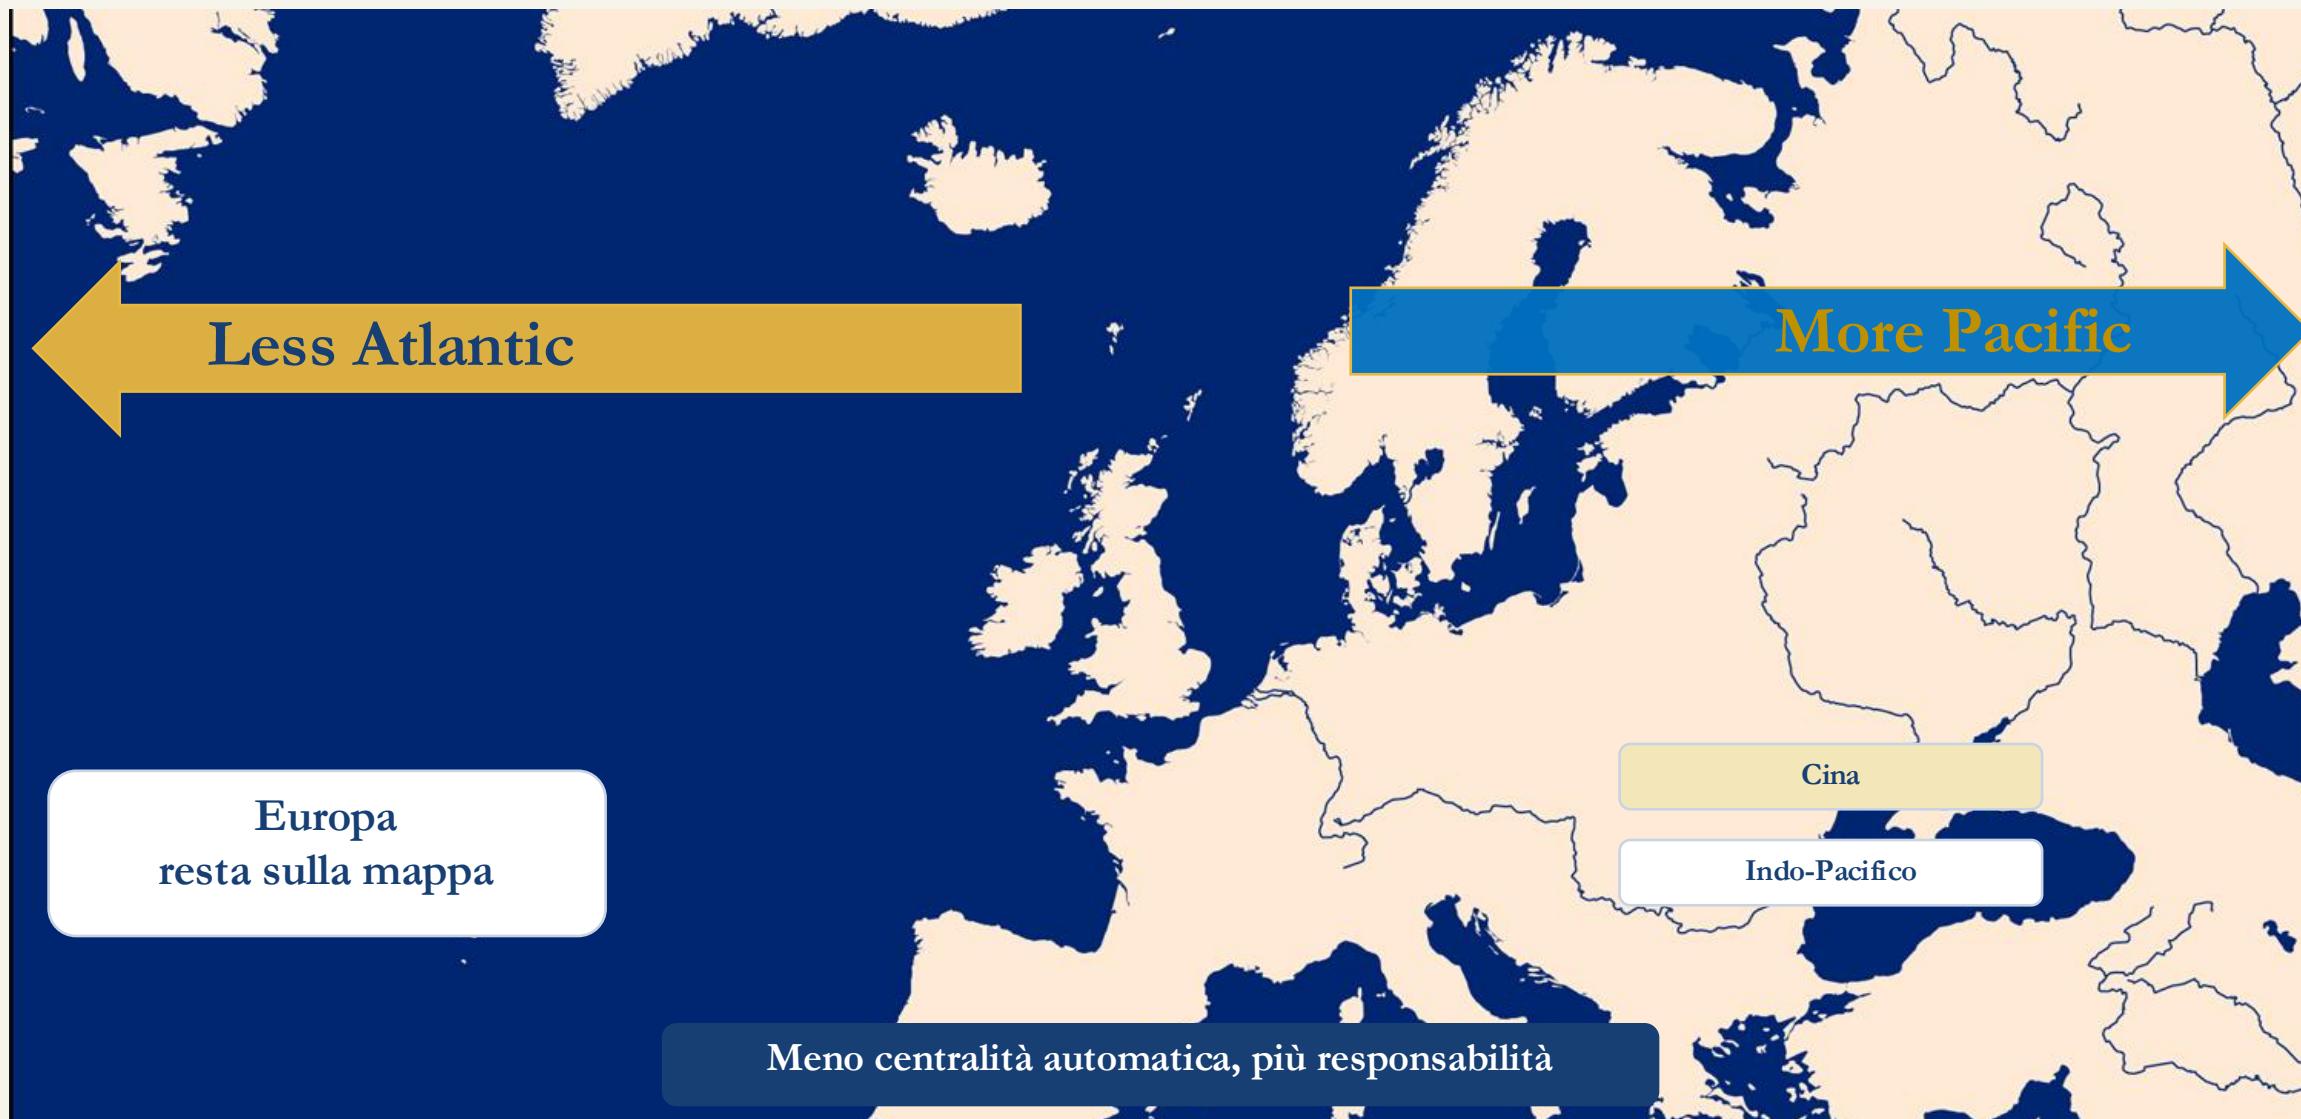 Less Atlantic
More Pacific
Europa
resta sulla mappa
Cina
Indo-Pacifico
Meno centralità automatica, più responsabilità